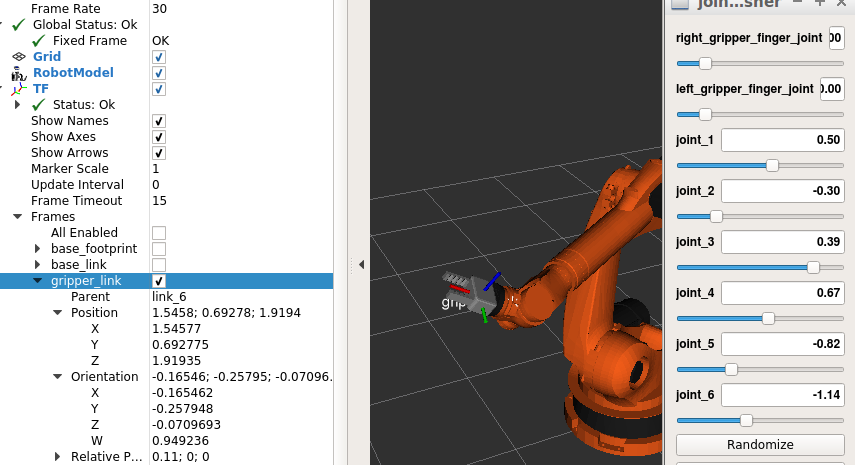 Frame Rate 30
Global Status: Ok
Fixed Frame OK
Grid
RobotModel
TF
Status: Ok
Show Names
Show Axes
Show Arrows
Marker Scale 1
Update Interval 0
Frame Timeout 15
Frames
All Enabled
base_footprint
base_link
gripper_link
Parent link_6
Position 1.5458; 0.69278; 1.9194
X 1.54577
Y 0.692775
Z 1.91935
Orientation -0.16546; -0.25795; -0.07096...
X -0.165462
Y -0.257948
Z -0.0709693
W 0.949236
Relative P... 0.11; 0; 0
grip
join...sher
right_gripper_finger_joint 00
left_gripper_finger_joint 0.00
joint_1 0.50
joint_2 -0.30
joint_3 0.39
joint_4 0.67
joint_5 -0.82
joint_6 -1.14
Randomize